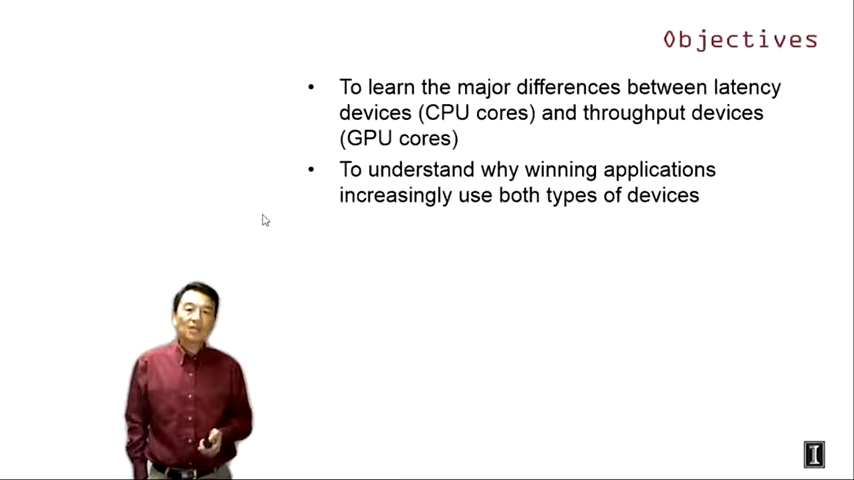 Objectives
• To learn the major differences between latency
devices (CPU cores) and throughput devices
(GPU cores)
• To understand why winning applications
increasingly use both types of devices
I